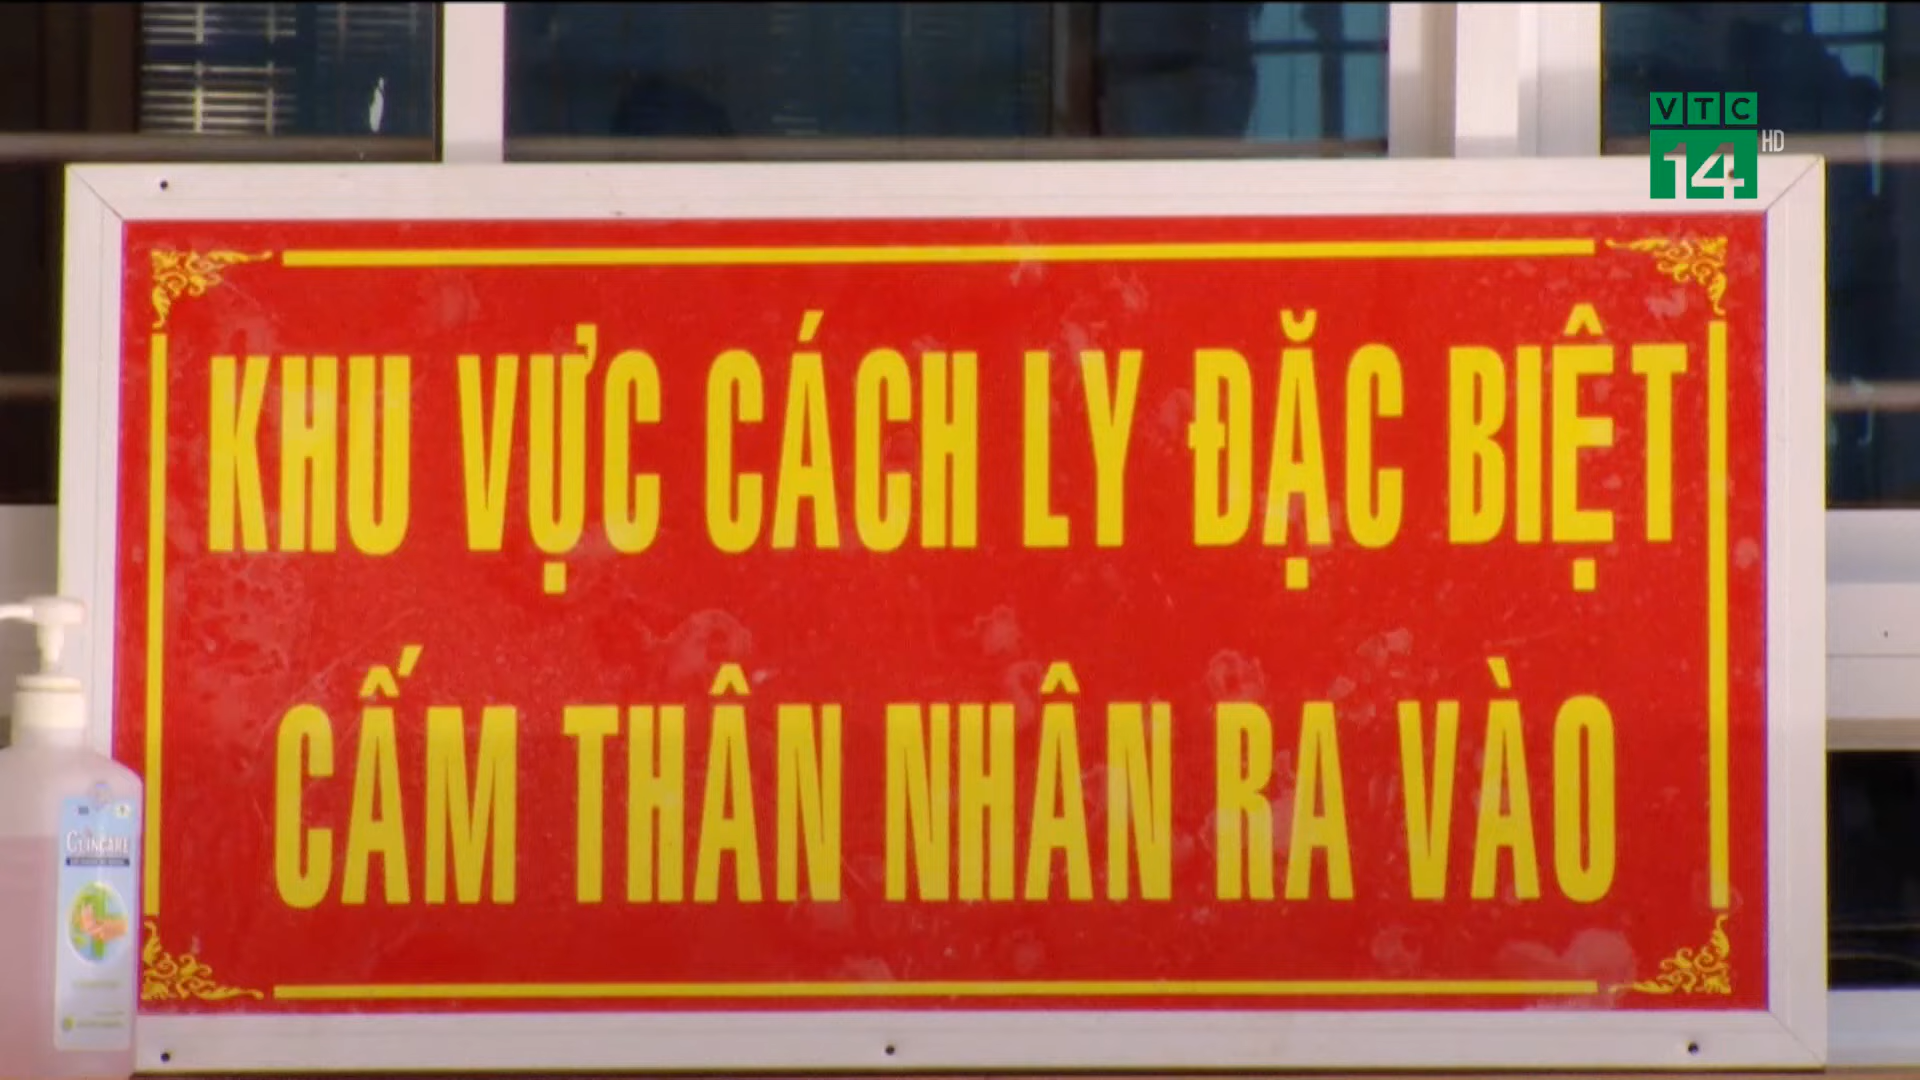 VTC
14 HD
KHU VỰC CÁCH LY ĐẶC BIỆT
CẤM THÂN NHÂN RA VÀO
CLINCARE